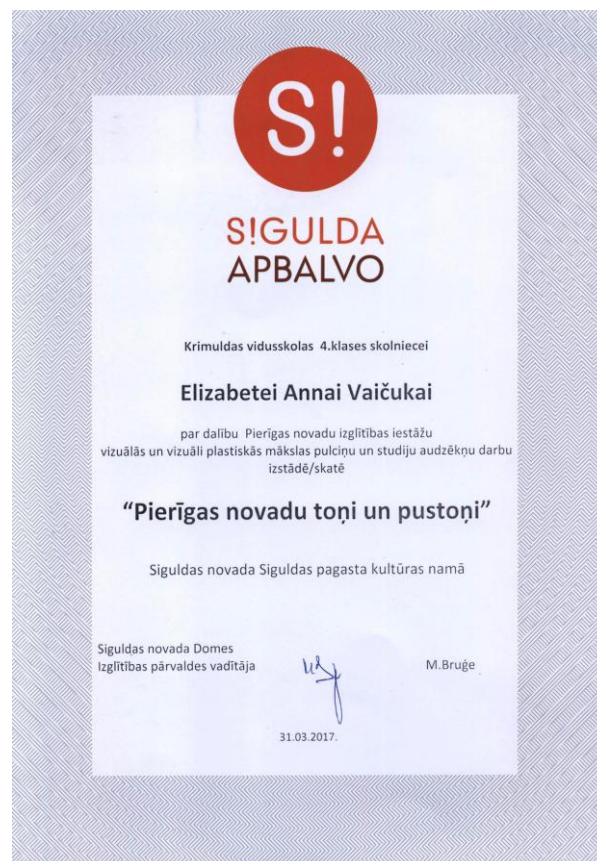 S!
S!GULDA
APBALVO
Krimuldas vidusskolas 4.klases skolniecei
Elizabetei Annai Vaičukai
par dalību Pierīgas novadu izglītības iestāžu
vizuālās un vizuāli plastiskās mākslas pulciņu un studiju audzēkņu darbu
izstādē/skatē
“Pierīgas novadu toņi un pustoņi”
Siguldas novada Siguldas pagasta kultūras namā
Siguldas novada Domes
Izglītības pārvaldes vadītāja
M.Bruģe
31.03.2017.